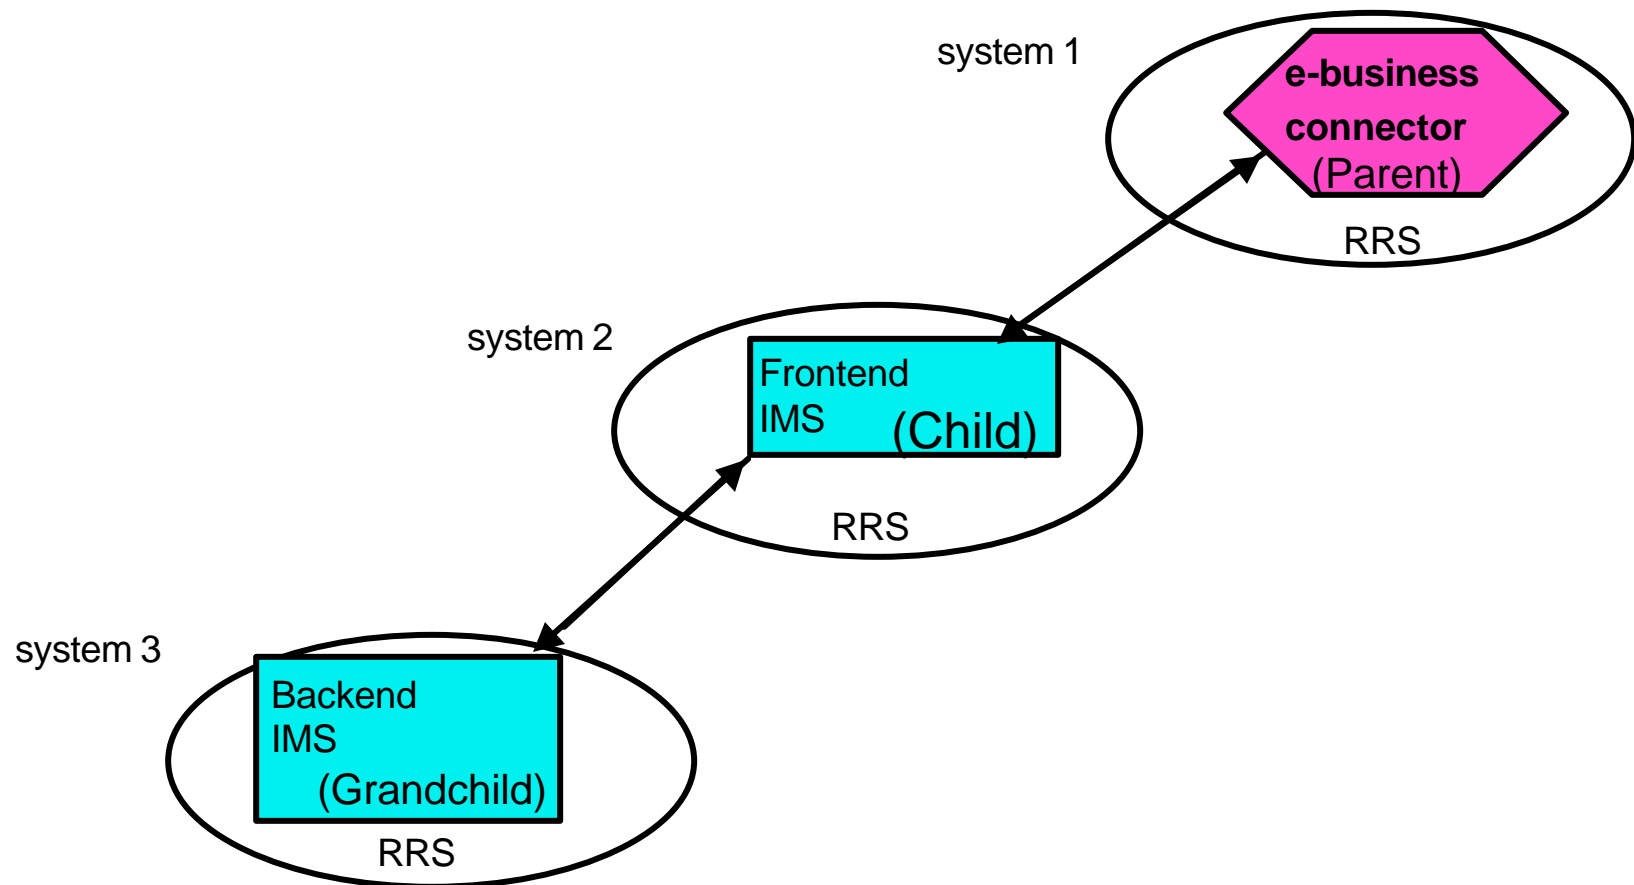 system 1
e-business
connector
(Parent)
RRS
system 2
Frontend
IMS (Child)
RRS
system 3
Backend
IMS
(Grandchild)
RRS